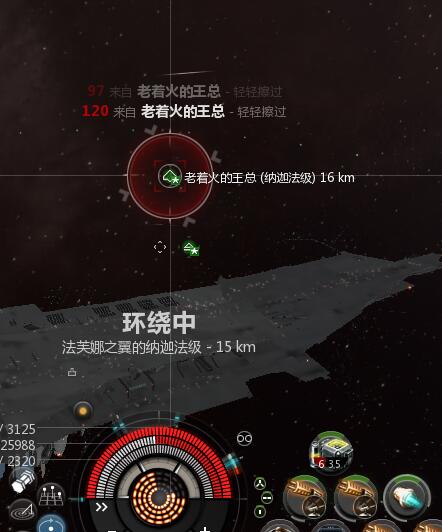 97 来自 老着火的王总 - 轻轻擦过
120 来自 老着火的王总 - 轻轻擦过
老着火的王总 (纳迦法级) 16 km
环绕中
法芙娜之翼的纳迦法级 - 15 km
/ 3125
25988
/ 2320
6 3.5